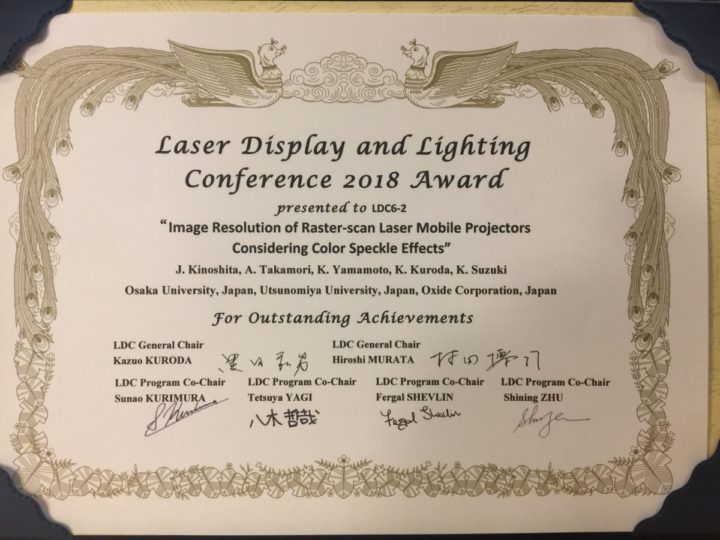 Laser Display and Lighting
Conference 2018 Award
presented to LDC6-2
“Image Resolution of Raster-scan Laser Mobile Projectors
Considering Color Speckle Effects”
J. Kinoshita, A. Takamori, K. Yamamoto, K. Kuroda, K. Suzuki
Osaka University, Japan, Utsunomiya University, Japan, Oxide Corporation, Japan
For Outstanding Achievements
LDC General Chair LDC General Chair
Kazuo KURODA Hiroshi MURATA
LDC Program Co-Chair LDC Program Co-Chair LDC Program Co-Chair LDC Program Co-Chair
Sunao KURIMURA Tetsuya YAGI Fergal SHEVLIN Shining ZHU
八木哲哉 Fergal Shevlin